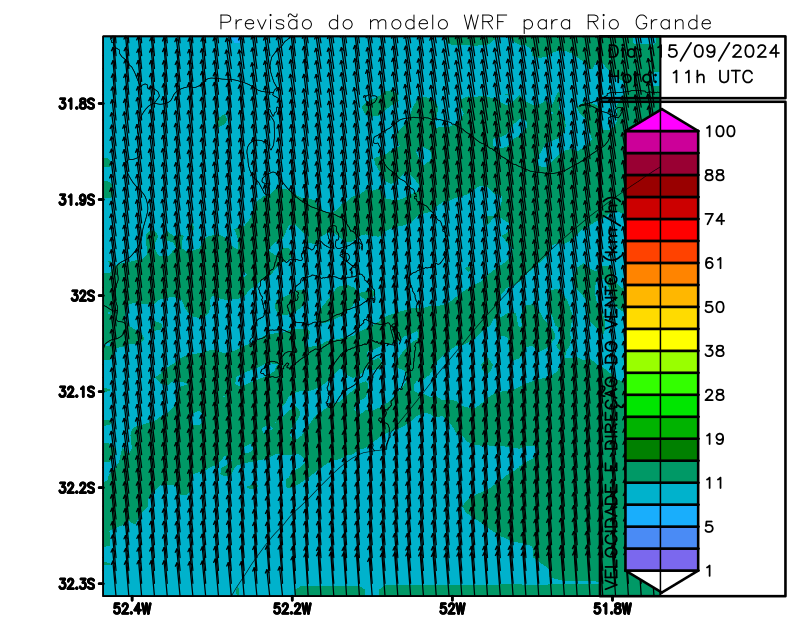 Previsão do modelo WRF para Rio Grande
Dia: 15/09/2024
Hora: 11h UTC
31.8S
31.9S
32S
32.1S
32.2S
32.3S
52.4W
52.2W
52W
51.8W
VELOCIDADE E DIREÇÃO DO VENTO (km/h)
100
88
74
61
50
38
28
19
11
5
1